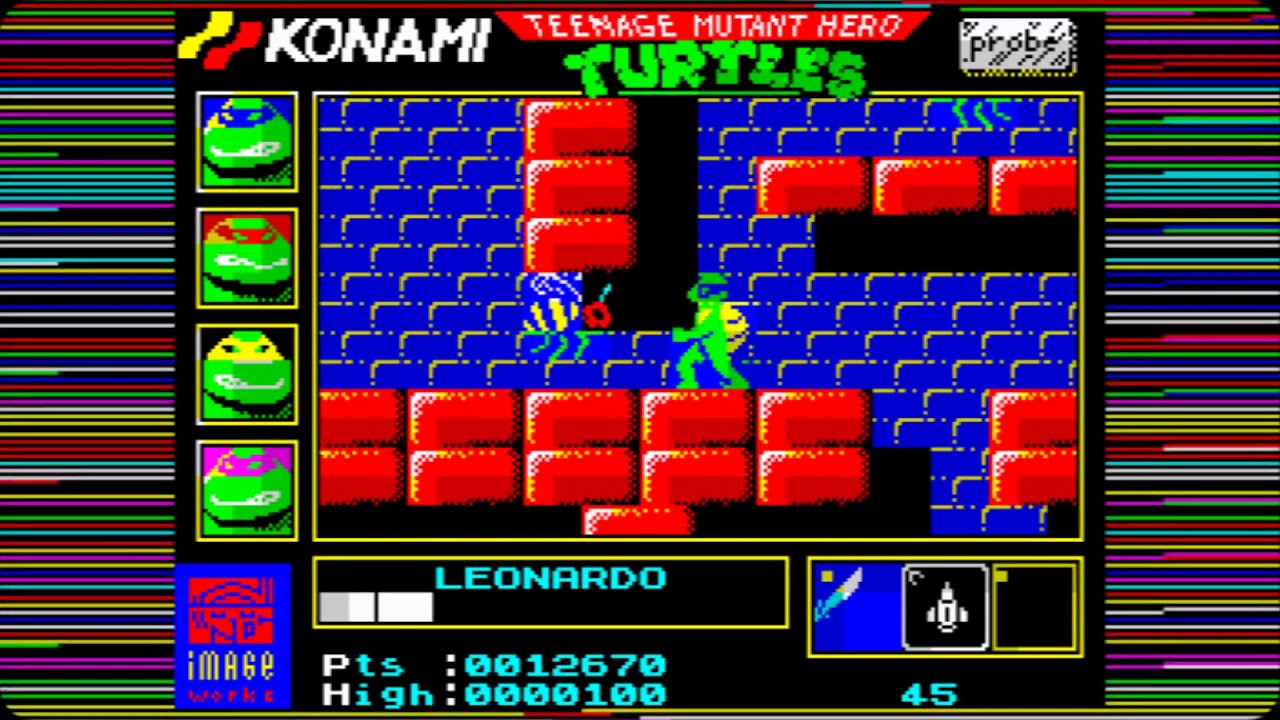 KONAMI
TEENAGE MUTANT HERO
TURTLES
probe
LEONARDO
Pts :0012670
High:0000100
45
iMAGE
works